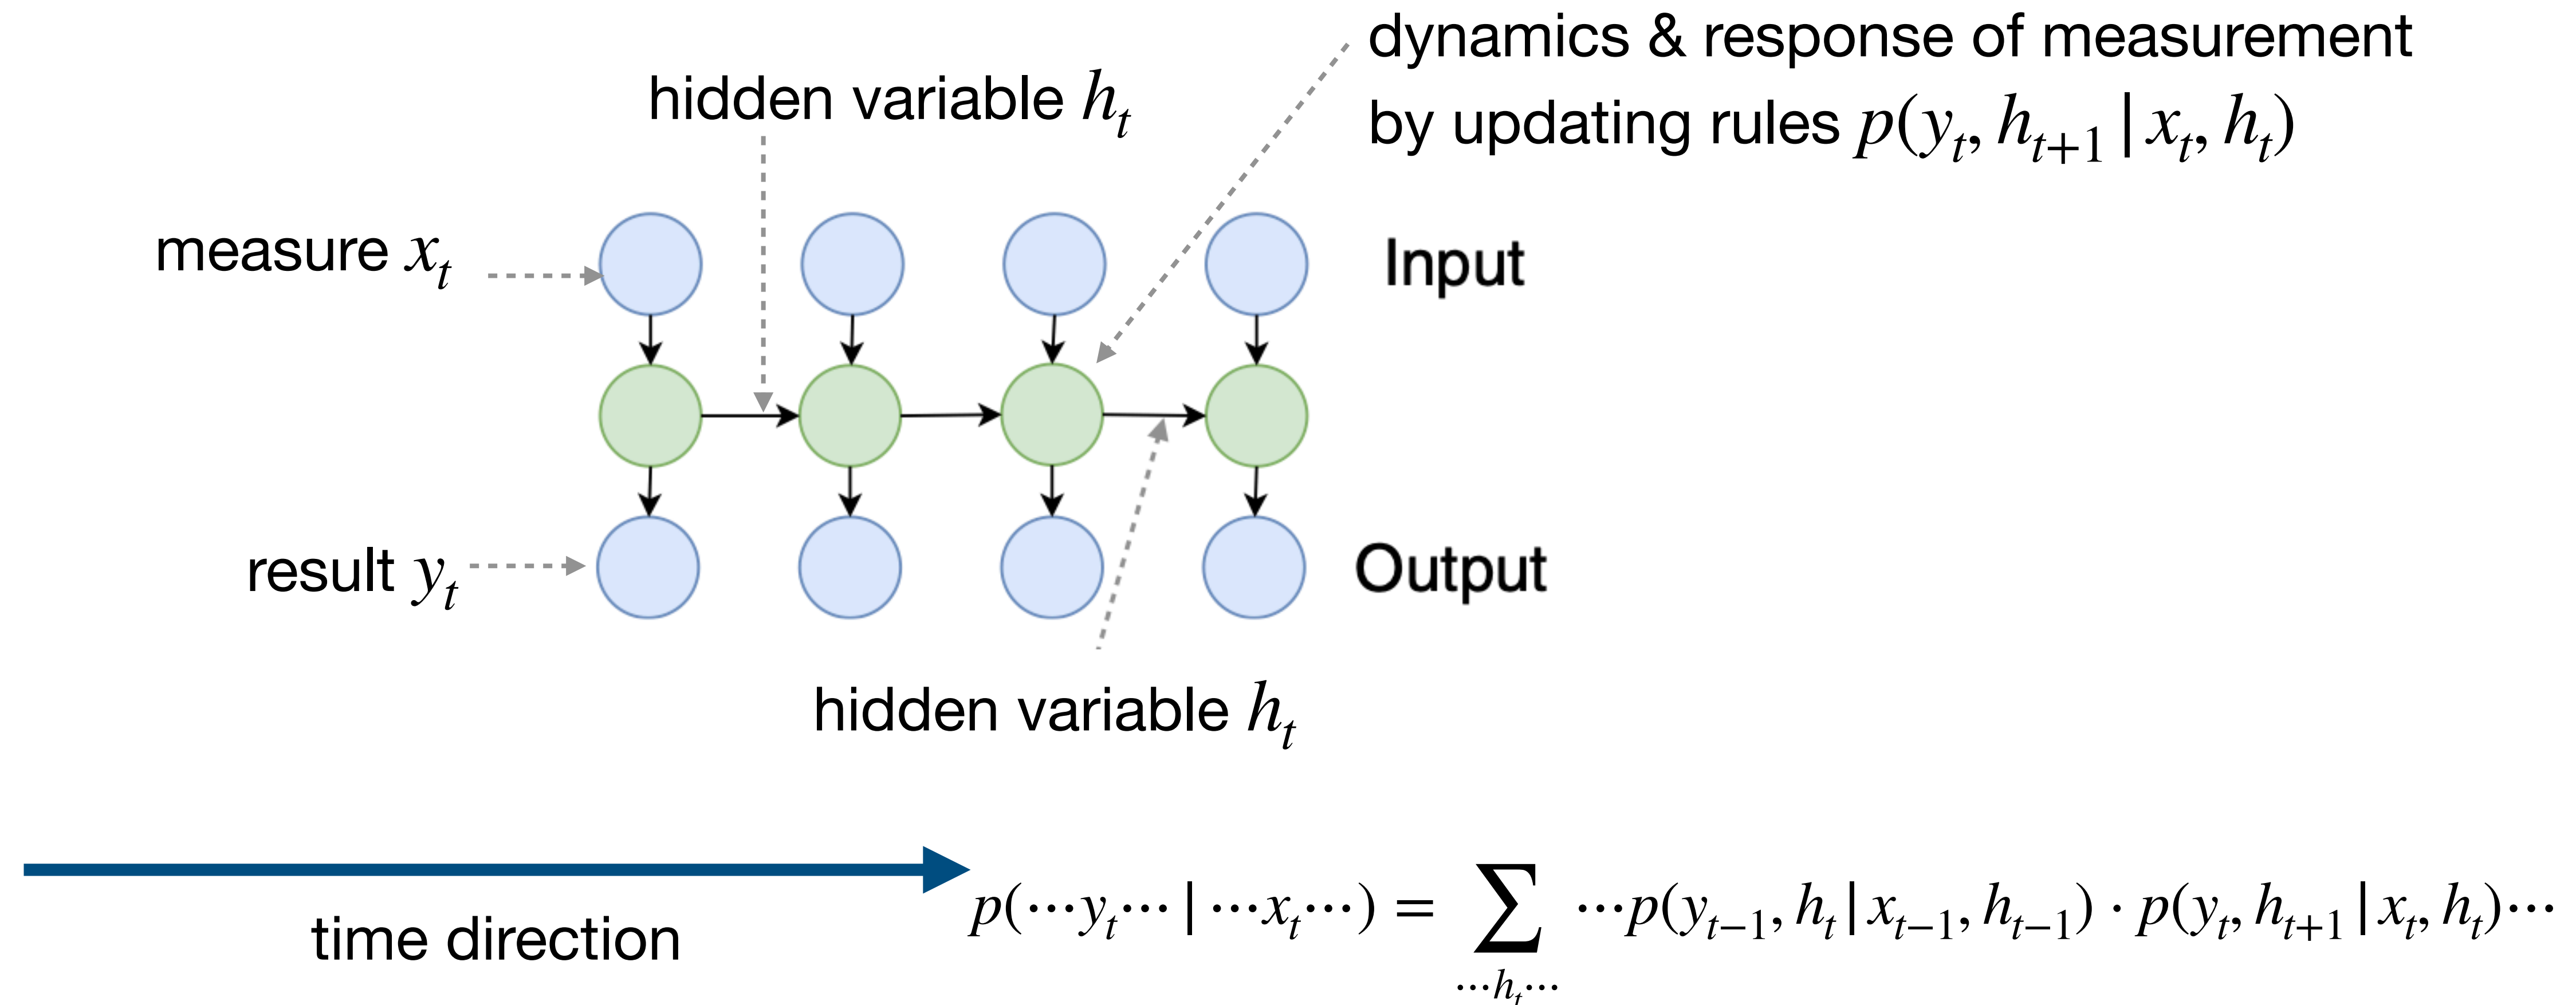 dynamics & response of measurement
by updating rules p(y_t, h_{t+1} | x_t, h_t)
hidden variable h_t
measure x_t
Input
result y_t
Output
hidden variable h_t
time direction
p(⋯y_t⋯ | ⋯x_t⋯) = ∑_{⋯h_t⋯} ⋯p(y_{t−1}, h_t | x_{t−1}, h_{t−1}) · p(y_t, h_{t+1} | x_t, h_t)⋯